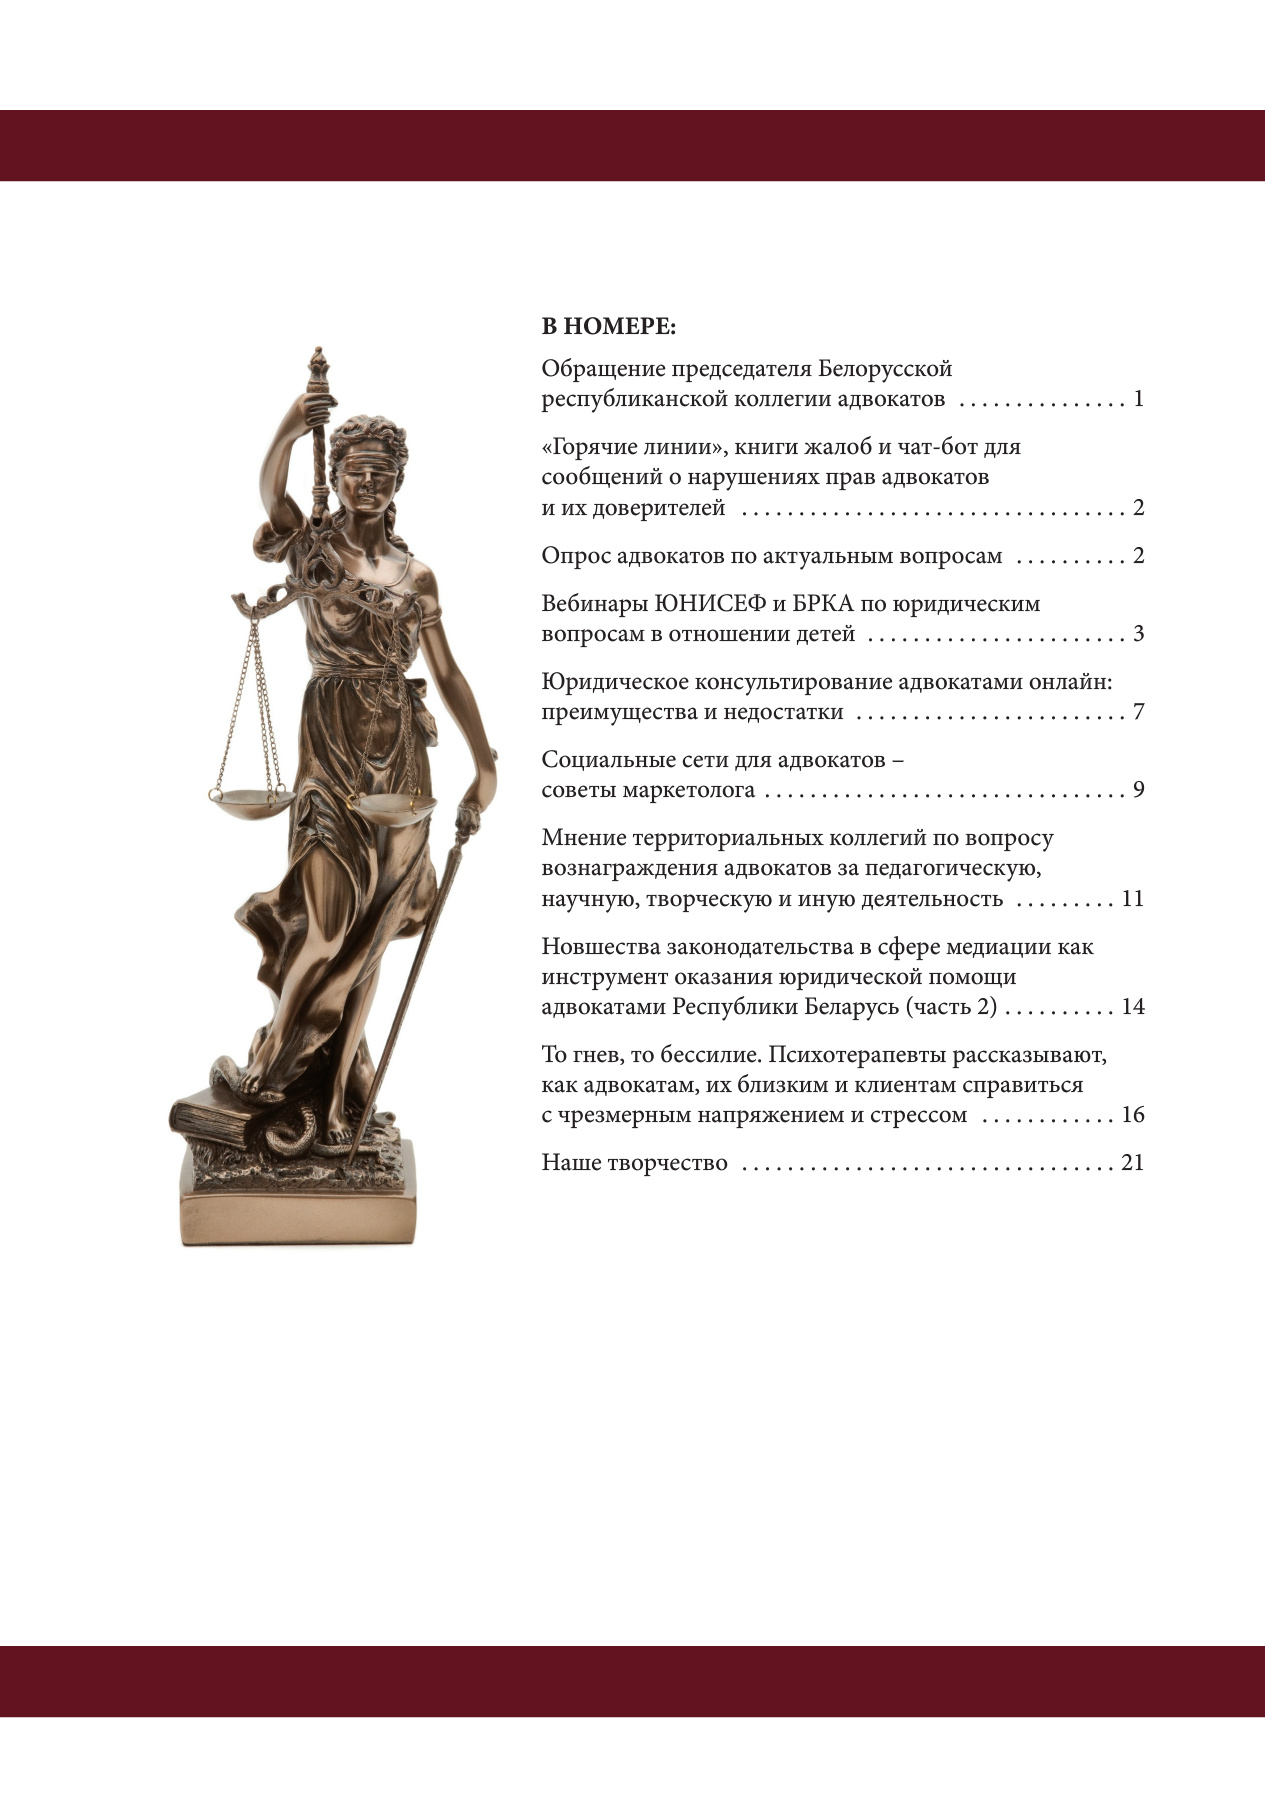 В НОМЕРЕ:
Обращение председателя Белорусской
республиканской коллегии адвокатов . . . . . . . . . . . . . . . 1
«Горячие линии», книги жалоб и чат-бот для
сообщений о нарушениях прав адвокатов
и их доверителей . . . . . . . . . . . . . . . . . . . . . . . . . . . . . . . . . . 2
Опрос адвокатов по актуальным вопросам . . . . . . . . . . 2
Вебинары ЮНИСЕФ и БРКА по юридическим
вопросам в отношении детей . . . . . . . . . . . . . . . . . . . . . . . 3
Юридическое консультирование адвокатами онлайн:
преимущества и недостатки . . . . . . . . . . . . . . . . . . . . . . . . 7
Социальные сети для адвокатов –
советы маркетолога . . . . . . . . . . . . . . . . . . . . . . . . . . . . . . . . 9
Мнение территориальных коллегий по вопросу
вознаграждения адвокатов за педагогическую,
научную, творческую и иную деятельность . . . . . . . . . 11
Новшества законодательства в сфере медиации как
инструмент оказания юридической помощи
адвокатами Республики Беларусь (часть 2) . . . . . . . . . . 14
То гнев, то бессилие. Психотерапевты рассказывают,
как адвокатам, их близким и клиентам справиться
с чрезмерным напряжением и стрессом . . . . . . . . . . . . 16
Наше творчество . . . . . . . . . . . . . . . . . . . . . . . . . . . . . . . . . 21